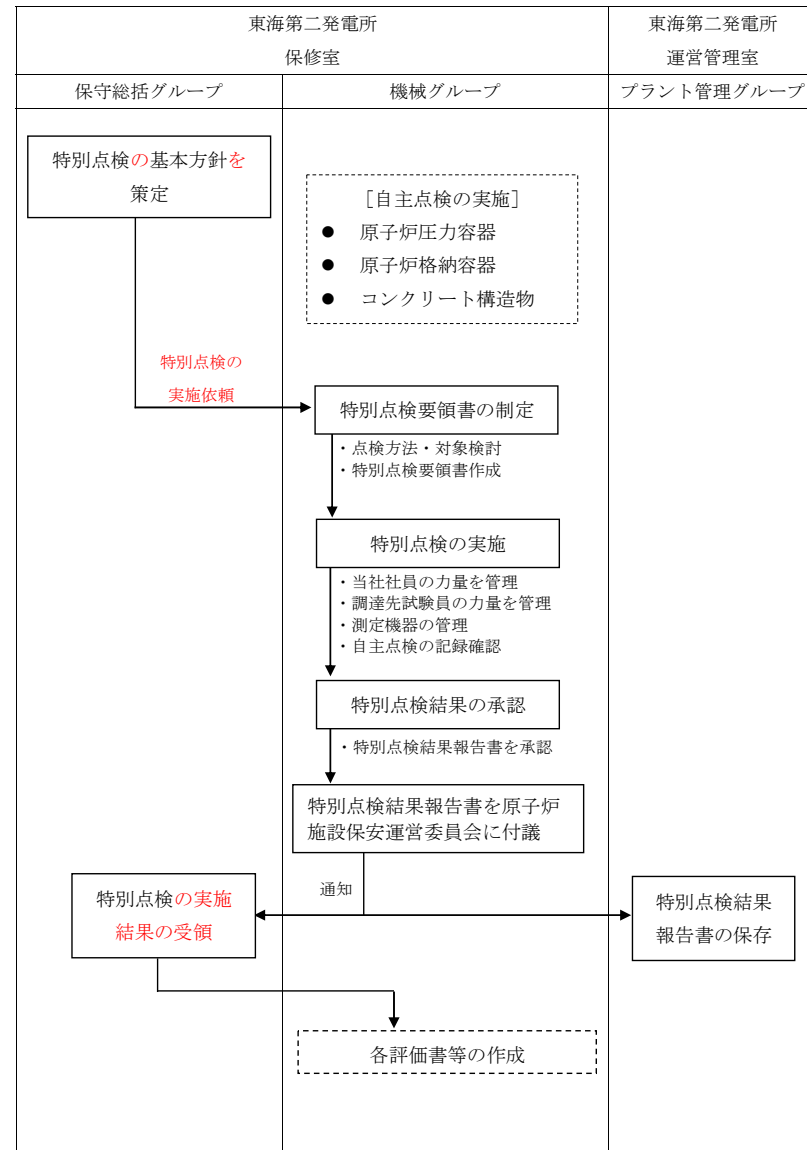 東海第二発電所
保修室
東海第二発電所
運営管理室
保守総括グループ
機械グループ
プラント管理グループ
特別点検の基本方針を
策定
［自主点検の実施］
● 原子炉圧力容器
● 原子炉格納容器
● コンクリート構造物
特別点検の
実施依頼
特別点検要領書の制定
・点検方法・対象検討
・特別点検要領書作成
特別点検の実施
・当社社員の力量を管理
・調達先試験員の力量を管理
・測定機器の管理
・自主点検の記録確認
特別点検結果の承認
・特別点検結果報告書を承認
特別点検結果報告書を原子炉
施設保安運営委員会に付議
通知
特別点検の実施
結果の受領
特別点検結果
報告書の保存
各評価書等の作成